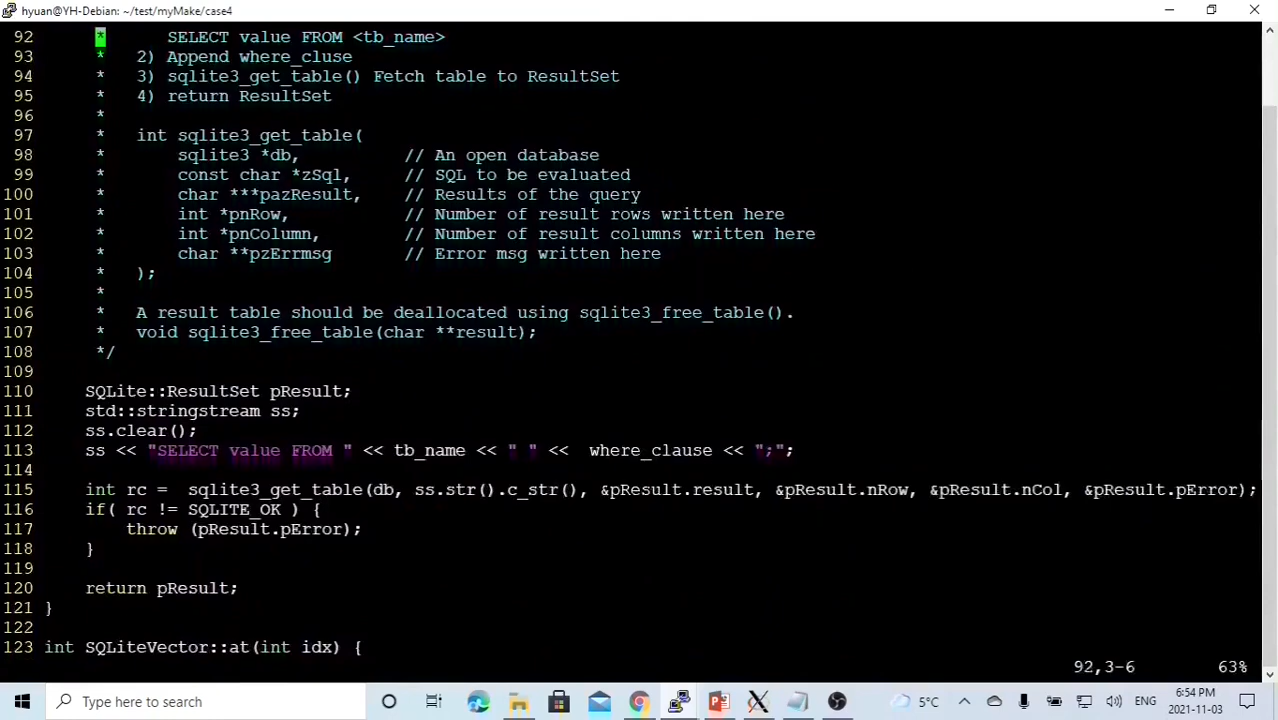 hyuan@YH-Debian: ~/test/myMake/case4
92 * SELECT value FROM <tb_name>
93 * 2) Append where_cluse
94 * 3) sqlite3_get_table() Fetch table to ResultSet
95 * 4) return ResultSet
96 *
97 * int sqlite3_get_table(
98 * sqlite3 *db, // An open database
99 * const char *zSql, // SQL to be evaluated
100 * char ***pazResult, // Results of the query
101 * int *pnRow, // Number of result rows written here
102 * int *pnColumn, // Number of result columns written here
103 * char **pzErrmsg // Error msg written here
104 * );
105 *
106 * A result table should be deallocated using sqlite3_free_table().
107 * void sqlite3_free_table(char **result);
108 */
109
110 SQLite::ResultSet pResult;
111 std::stringstream ss;
112 ss.clear();
113 ss << "SELECT value FROM " << tb_name << " " << where_clause << ";";
114
115 int rc = sqlite3_get_table(db, ss.str().c_str(), &pResult.result, &pResult.nRow, &pResult.nCol, &pResult.pError);
116 if( rc != SQLITE_OK ) {
117 throw (pResult.pError);
118 }
119
120 return pResult;
121 }
122
123 int SQLiteVector::at(int idx) {
92,3-6 63%
Type here to search
5°C
ENG
6:54 PM
2021-11-03